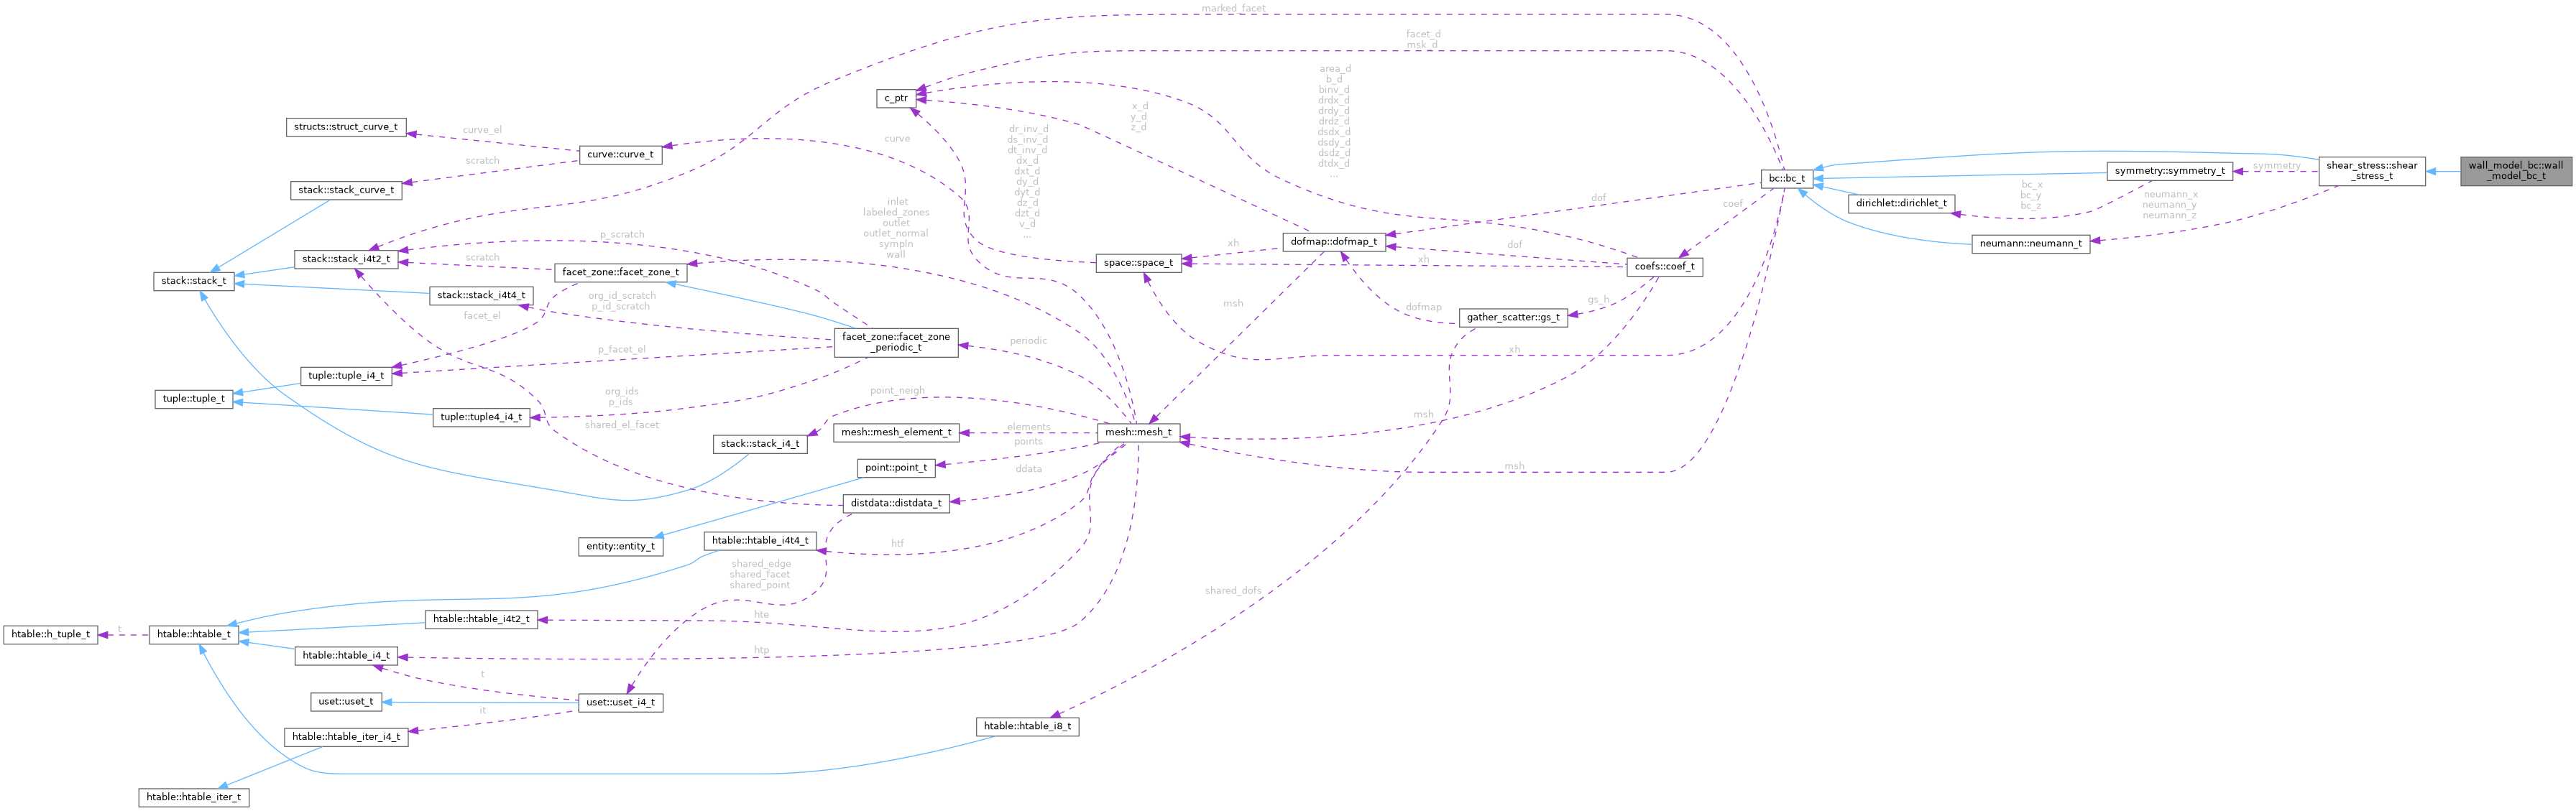 marked_facet
facet_d
msk_d
area_d
b_d
binv_d
drdx_d
drdy_d
drdz_d
dsdx_d
dsdy_d
dsdz_d
dtdx_d
...
c_ptr
x_d
y_d
z_d
structs::struct_curve_t
curve_el
curve
dr_inv_d
ds_inv_d
dt_inv_d
dx_d
dxt_d
dy_d
dyt_d
dz_d
dzt_d
v_d
...
curve::curve_t
scratch
stack::stack_curve_t
bc::bc_t
symmetry::symmetry_t
symmetry
shear_stress::shear
_stress_t
wall_model_bc::wall
_model_bc_t
bc_x
bc_y
bc_z
neumann_x
neumann_y
neumann_z
dirichlet::dirichlet_t
neumann::neumann_t
dof
coef
inlet
labeled_zones
outlet
outlet_normal
sympln
wall
p_scratch
scratch
stack::stack_i4t2_t
xh
dofmap::dofmap_t
dof
xh
space::space_t
coefs::coef_t
stack::stack_t
facet_zone::facet_zone_t
stack::stack_i4t4_t
org_id_scratch
p_id_scratch
facet_el
msh
dofmap
gs_h
gather_scatter::gs_t
facet_zone::facet_zone
_periodic_t
periodic
p_facet_el
xh
tuple::tuple_i4_t
tuple::tuple_t
tuple::tuple4_i4_t
org_ids
p_ids
shared_el_facet
point_neigh
msh
stack::stack_i4_t
mesh::mesh_element_t
elements
points
mesh::mesh_t
point::point_t
ddata
msh
distdata::distdata_t
entity::entity_t
htable::htable_i4t4_t
htf
shared_edge
shared_facet
shared_point
shared_dofs
hte
htable::h_tuple_t
t
htable::htable_t
htable::htable_i4t2_t
htable::htable_i4_t
htp
t
uset::uset_t
uset::uset_i4_t
it
htable::htable_iter_i4_t
htable::htable_i8_t
htable::htable_iter_t